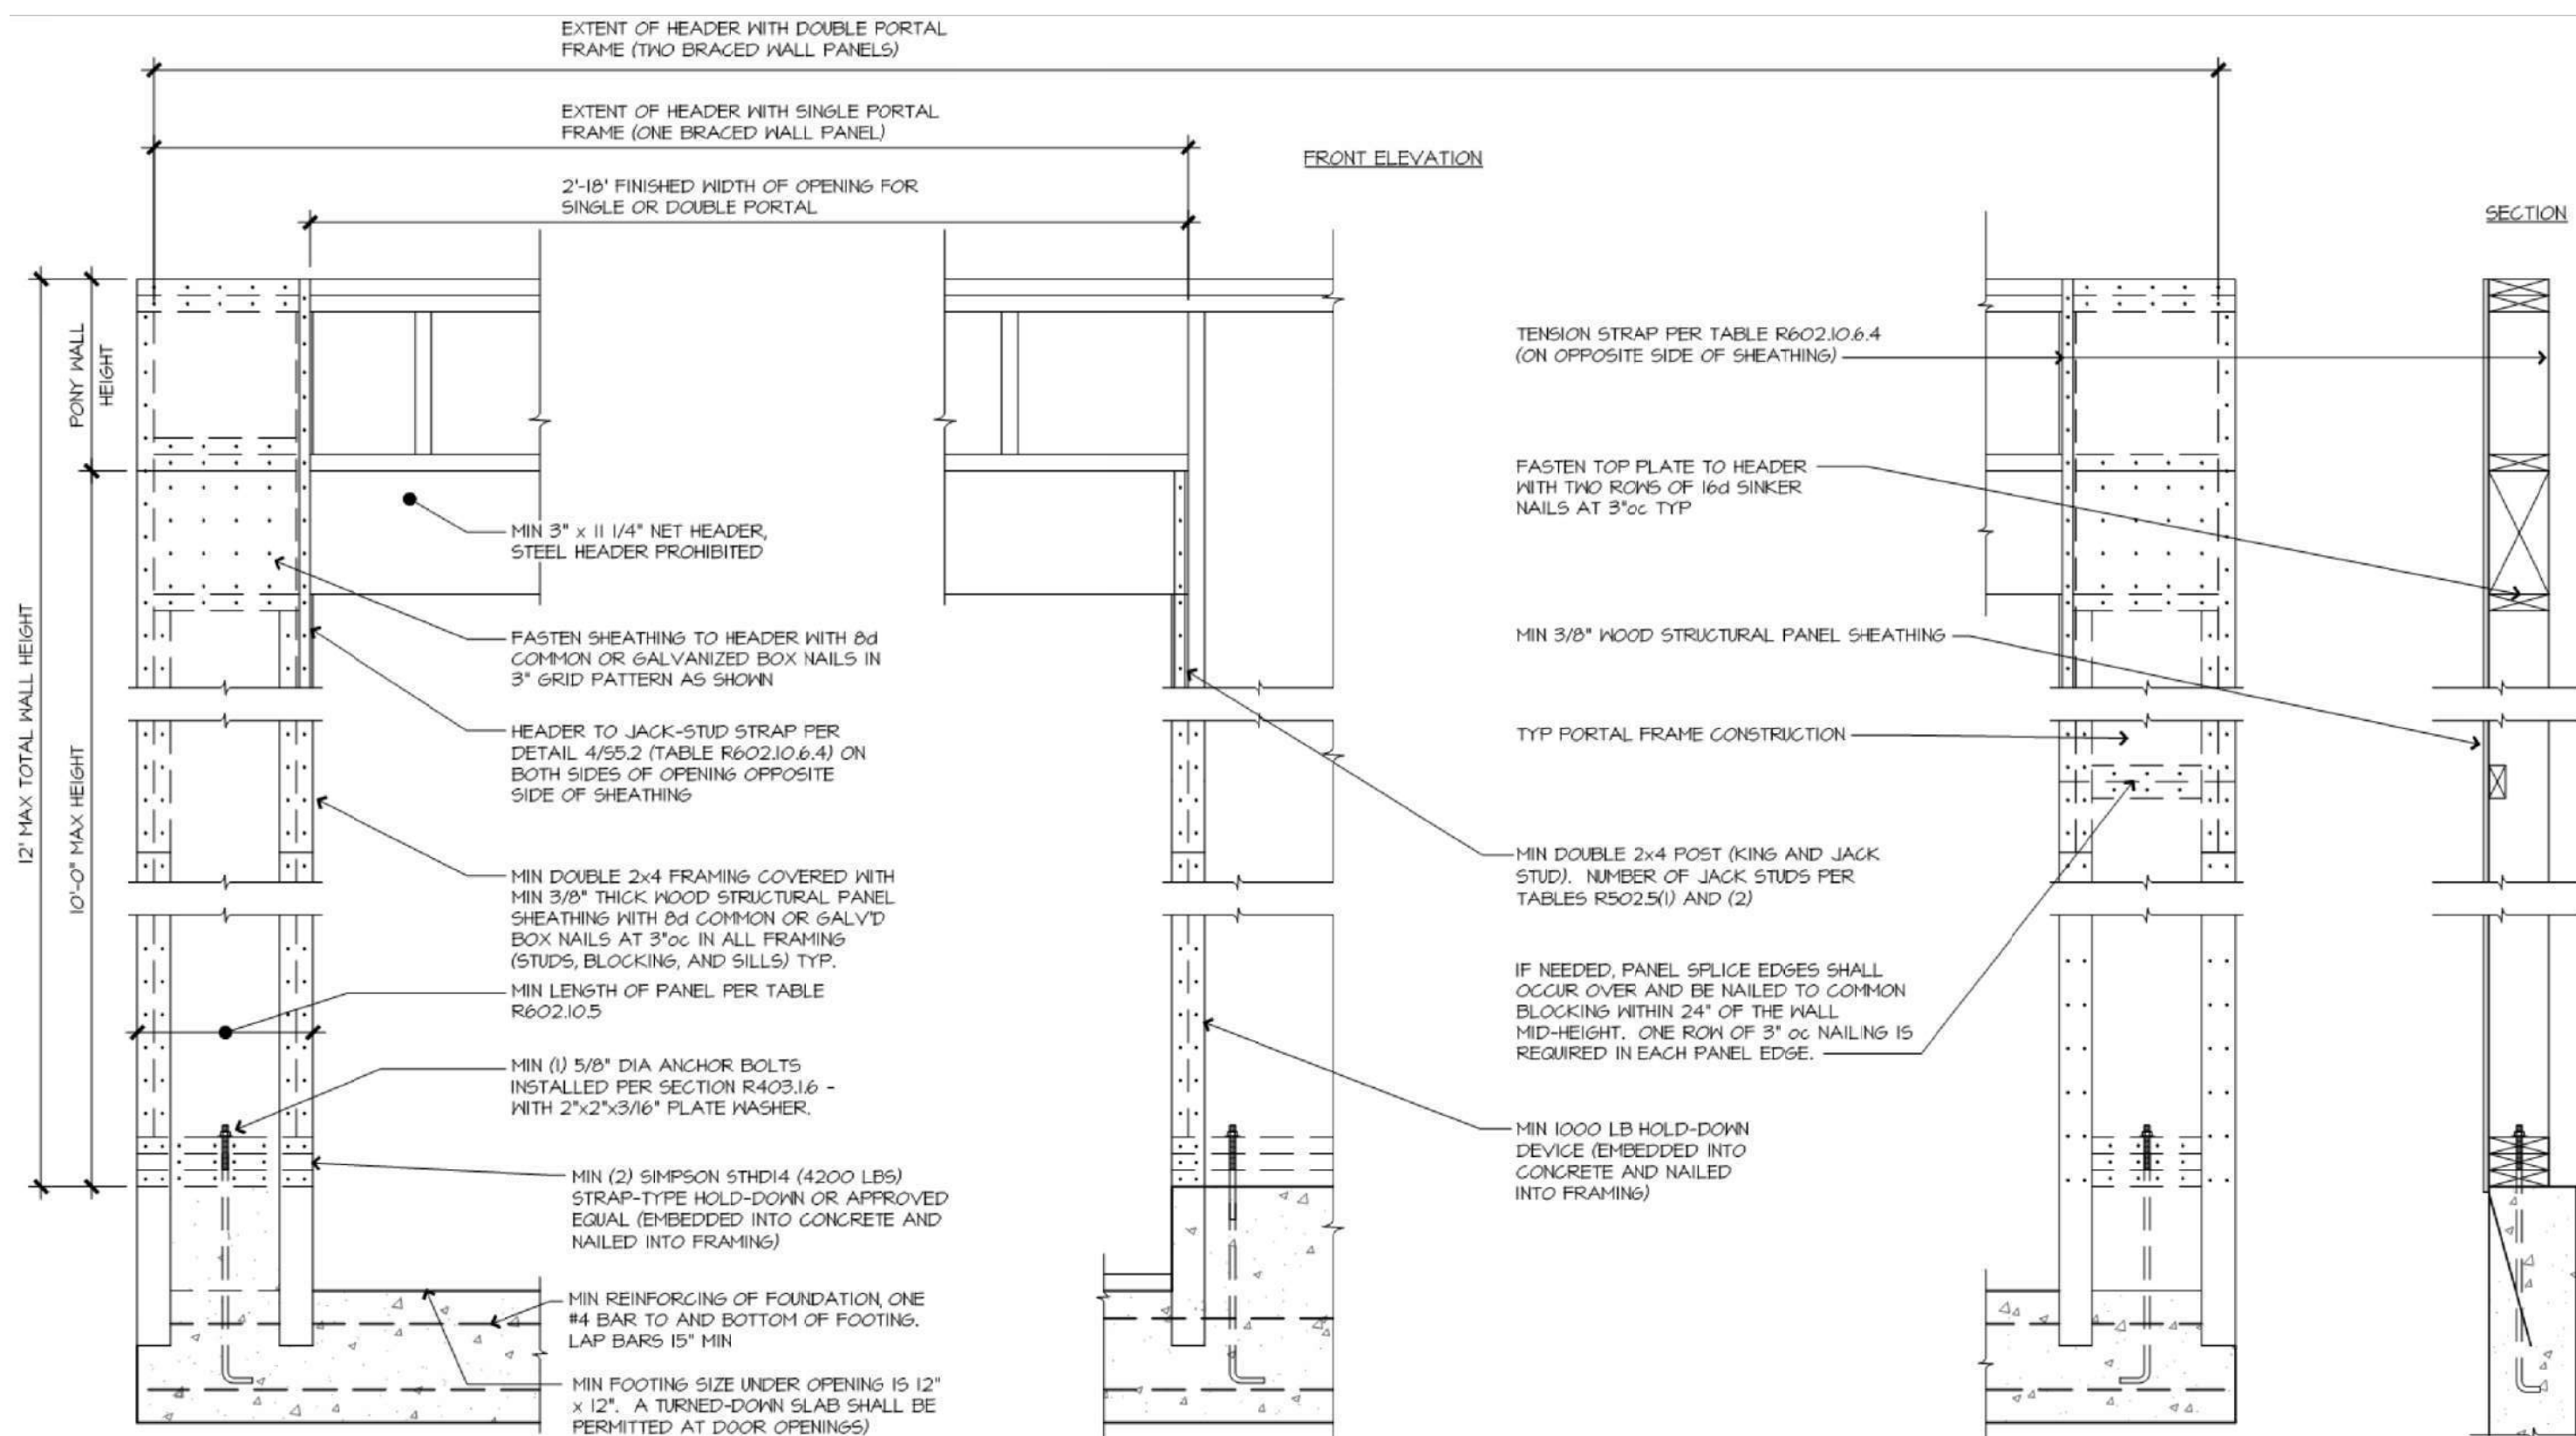 EXTENT OF HEADER WITH DOUBLE PORTAL
FRAME (TWO BRACED WALL PANELS)
EXTENT OF HEADER WITH SINGLE PORTAL
FRAME (ONE BRACED WALL PANEL)
FRONT ELEVATION
2'-18' FINISHED WIDTH OF OPENING FOR
SINGLE OR DOUBLE PORTAL
SECTION
PONY WALL
HEIGHT
12' MAX TOTAL WALL HEIGHT
10'-0" MAX HEIGHT
MIN 3" x 11 1/4" NET HEADER,
STEEL HEADER PROHIBITED
FASTEN SHEATHING TO HEADER WITH 8d
COMMON OR GALVANIZED BOX NAILS IN
3" GRID PATTERN AS SHOWN
HEADER TO JACK-STUD STRAP PER
DETAIL 4/S5.2 (TABLE R602.10.6.4) ON
BOTH SIDES OF OPENING OPPOSITE
SIDE OF SHEATHING
MIN DOUBLE 2x4 FRAMING COVERED WITH
MIN 3/8" THICK WOOD STRUCTURAL PANEL
SHEATHING WITH 8d COMMON OR GALV'D
BOX NAILS AT 3"oc IN ALL FRAMING
(STUDS, BLOCKING, AND SILLS) TYP.
MIN LENGTH OF PANEL PER TABLE
R602.10.5
MIN (1) 5/8" DIA ANCHOR BOLTS
INSTALLED PER SECTION R403.1.6 -
WITH 2"x2"x3/16" PLATE WASHER.
MIN (2) SIMPSON STHD14 (4200 LBS)
STRAP-TYPE HOLD-DOWN OR APPROVED
EQUAL (EMBEDDED INTO CONCRETE AND
NAILED INTO FRAMING)
MIN REINFORCING OF FOUNDATION, ONE
#4 BAR TO AND BOTTOM OF FOOTING.
LAP BARS 15" MIN
MIN FOOTING SIZE UNDER OPENING IS 12"
x 12". A TURNED-DOWN SLAB SHALL BE
PERMITTED AT DOOR OPENINGS)
TENSION STRAP PER TABLE R602.10.6.4
(ON OPPOSITE SIDE OF SHEATHING)
FASTEN TOP PLATE TO HEADER
WITH TWO ROWS OF 16d SINKER
NAILS AT 3"oc TYP
MIN 3/8" WOOD STRUCTURAL PANEL SHEATHING
TYP PORTAL FRAME CONSTRUCTION
MIN DOUBLE 2x4 POST (KING AND JACK
STUD). NUMBER OF JACK STUDS PER
TABLES R502.5(1) AND (2)
IF NEEDED, PANEL SPLICE EDGES SHALL
OCCUR OVER AND BE NAILED TO COMMON
BLOCKING WITHIN 24" OF THE WALL
MID-HEIGHT. ONE ROW OF 3" oc NAILING IS
REQUIRED IN EACH PANEL EDGE.
MIN 1000 LB HOLD-DOWN
DEVICE (EMBEDDED INTO
CONCRETE AND NAILED
INTO FRAMING)